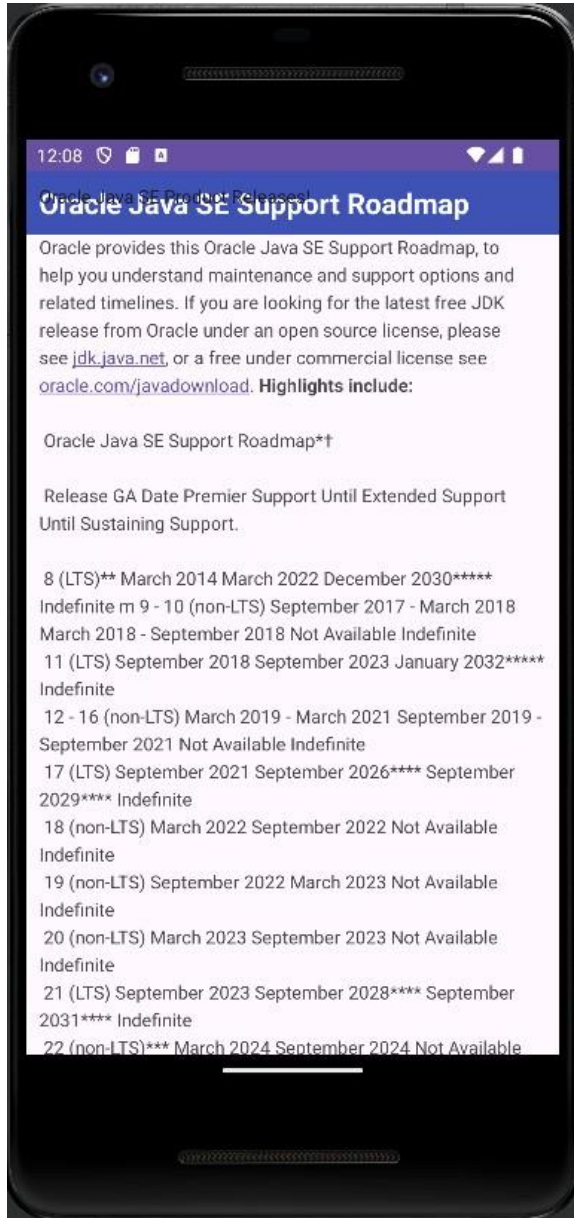 12:08
Oracle Java SE Product Releases!
Oracle Java SE Support Roadmap
Oracle provides this Oracle Java SE Support Roadmap, to
help you understand maintenance and support options and
related timelines. If you are looking for the latest free JDK
release from Oracle under an open source license, please
see jdk.java.net, or a free under commercial license see
oracle.com/javadownload. Highlights include:
Oracle Java SE Support Roadmap*†
Release GA Date Premier Support Until Extended Support
Until Sustaining Support.
8 (LTS)** March 2014 March 2022 December 2030*****
Indefinite m 9 - 10 (non-LTS) September 2017 - March 2018
March 2018 - September 2018 Not Available Indefinite
11 (LTS) September 2018 September 2023 January 2032*****
Indefinite
12 - 16 (non-LTS) March 2019 - March 2021 September 2019 -
September 2021 Not Available Indefinite
17 (LTS) September 2021 September 2026**** September
2029**** Indefinite
18 (non-LTS) March 2022 September 2022 Not Available
Indefinite
19 (non-LTS) September 2022 March 2023 Not Available
Indefinite
20 (non-LTS) March 2023 September 2023 Not Available
Indefinite
21 (LTS) September 2023 September 2028**** September
2031**** Indefinite
22 (non-LTS)*** March 2024 September 2024 Not Available